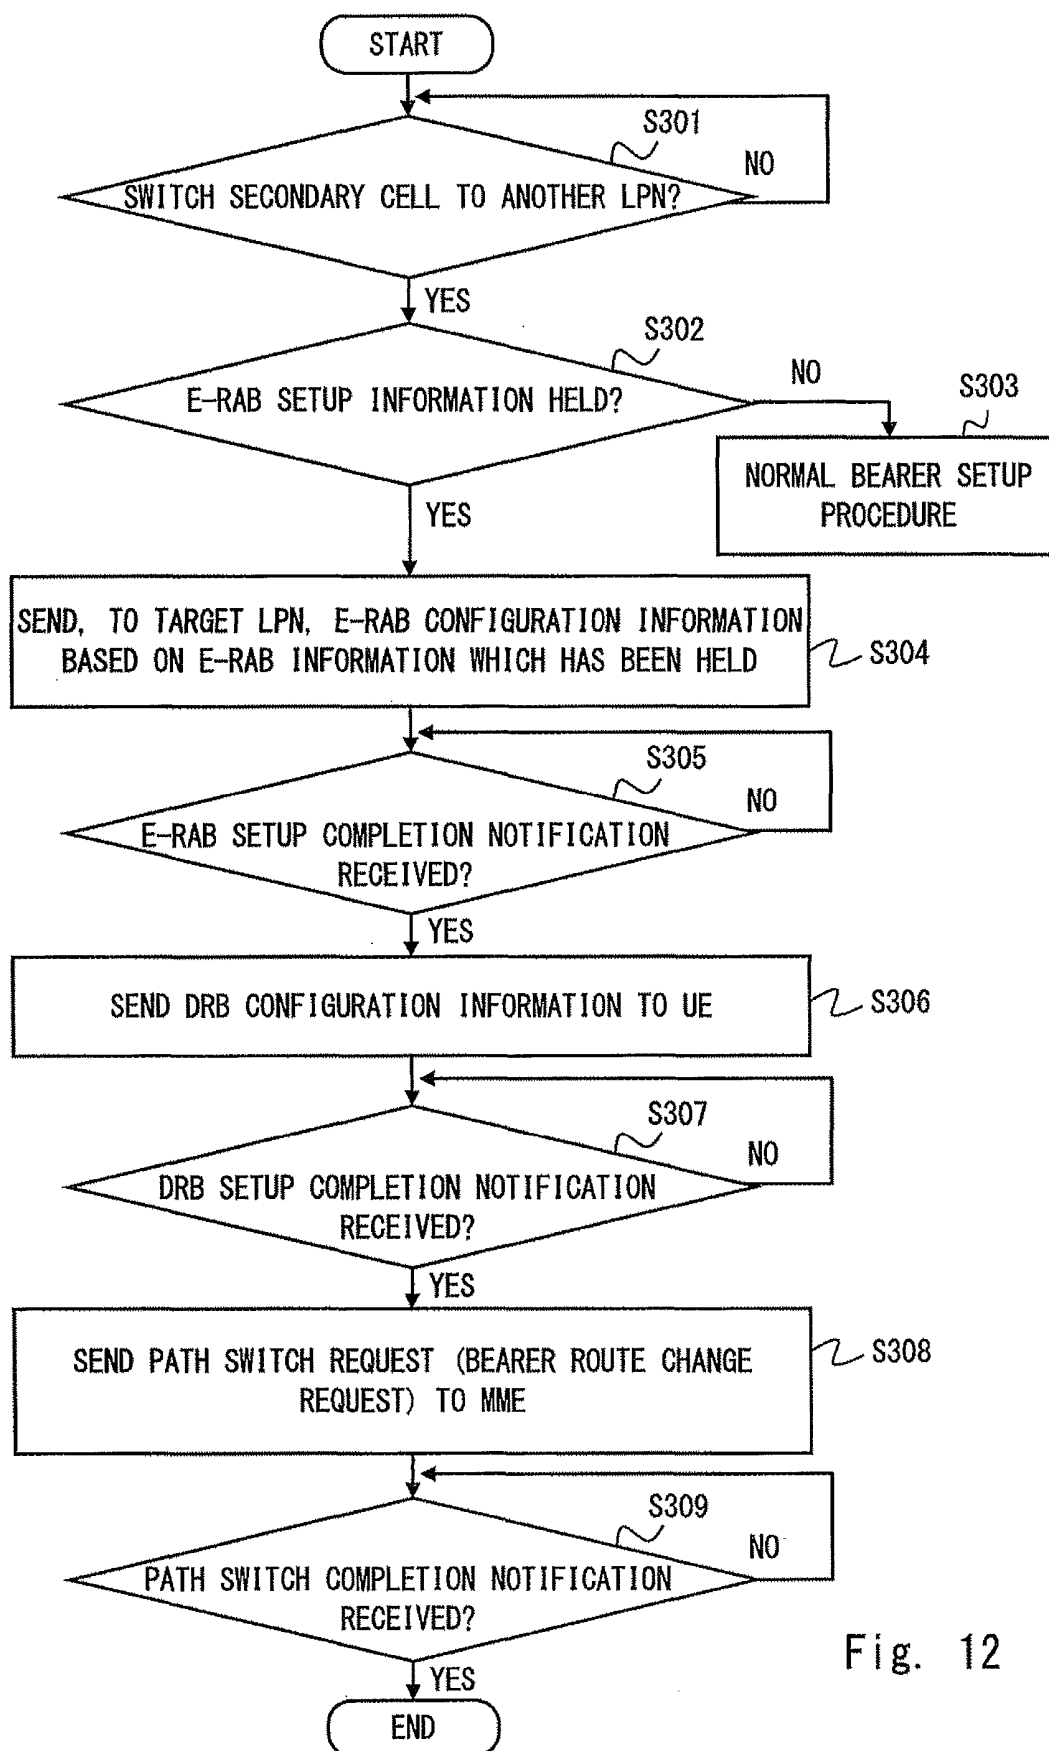 START
S301
NO
SWITCH SECONDARY CELL TO ANOTHER LPN?
YES
S302
NO
E-RAB SETUP INFORMATION HELD?
S303
NORMAL BEARER SETUP
PROCEDURE
YES
SEND, TO TARGET LPN, E-RAB CONFIGURATION INFORMATION
BASED ON E-RAB INFORMATION WHICH HAS BEEN HELD
S304
S305
NO
E-RAB SETUP COMPLETION NOTIFICATION
RECEIVED?
YES
SEND DRB CONFIGURATION INFORMATION TO UE
S306
S307
NO
DRB SETUP COMPLETION NOTIFICATION
RECEIVED?
YES
SEND PATH SWITCH REQUEST (BEARER ROUTE CHANGE
REQUEST) TO MME
S308
S309
NO
PATH SWITCH COMPLETION NOTIFICATION
RECEIVED?
YES
END
Fig. 12